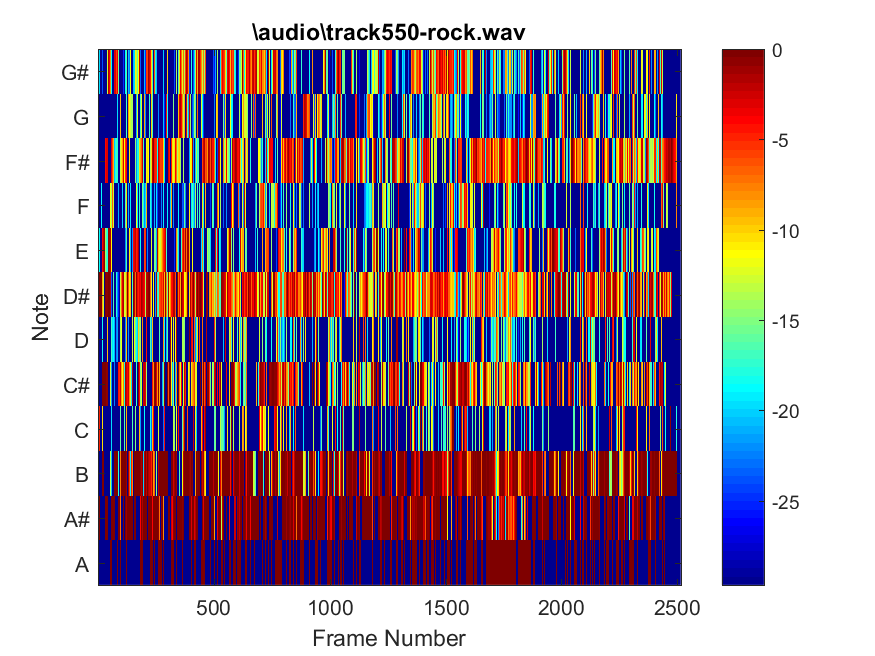 \audio\track550-rock.wav
G#
G
F#
F
E
D#
D
C#
C
B
A#
A
Note
500
1000
1500
2000
2500
Frame Number
0
-5
-10
-15
-20
-25